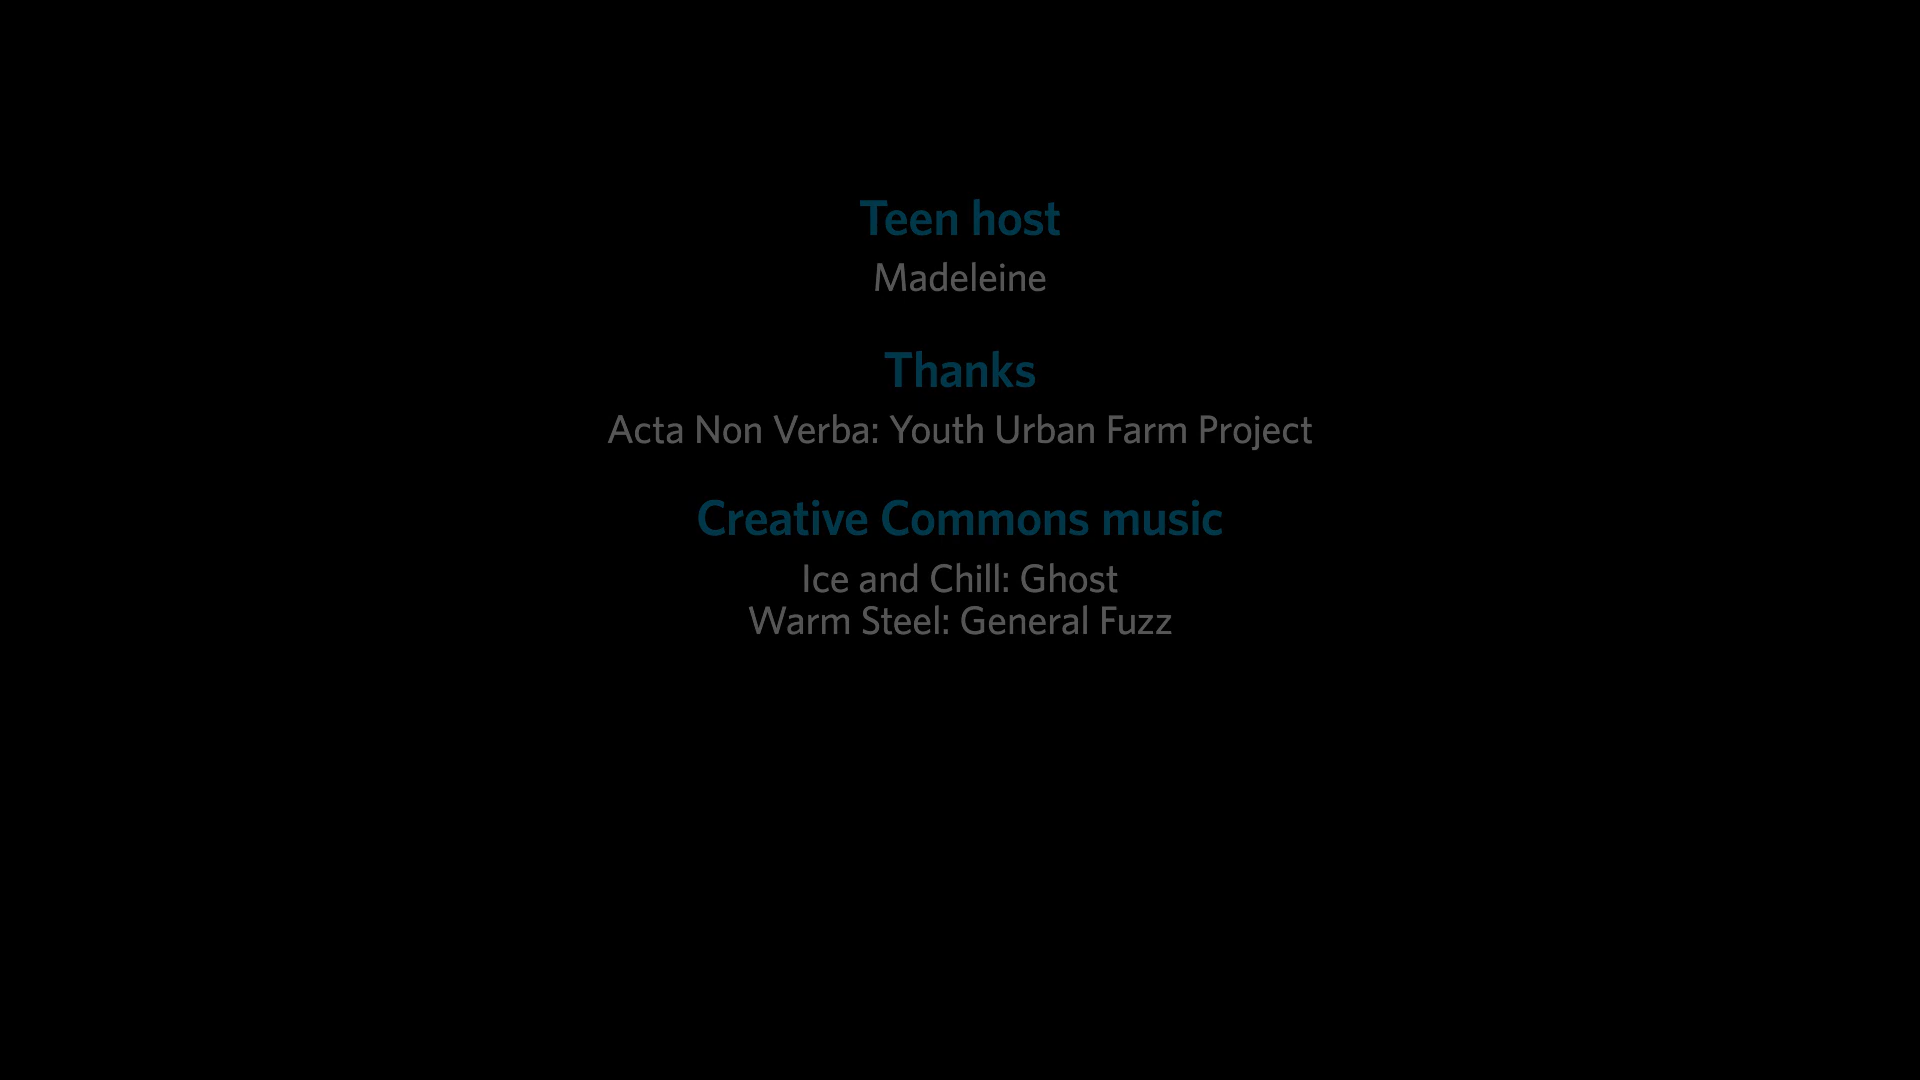 Teen host
Madeleine
Thanks
Acta Non Verba: Youth Urban Farm Project
Creative Commons music
Ice and Chill: Ghost
Warm Steel: General Fuzz